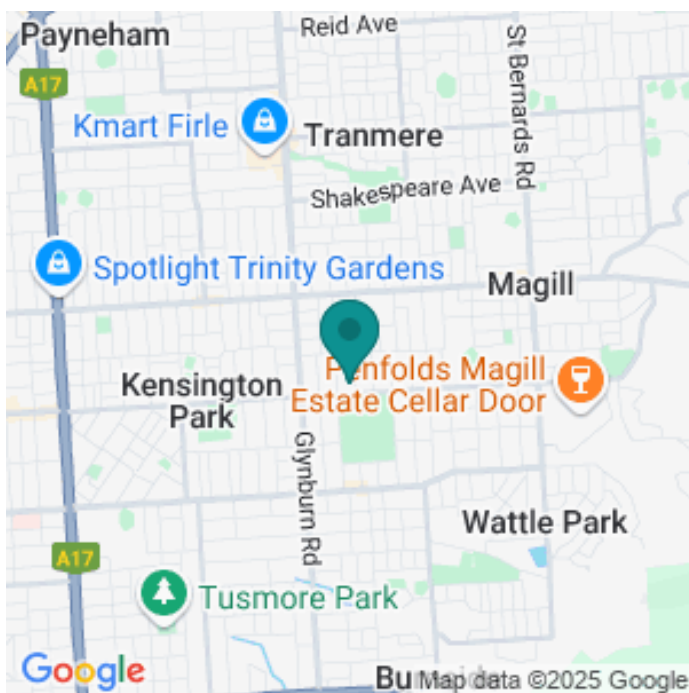 Payneham
Reid Ave
St Bernards Rd
A17
Kmart Firle
Tranmere
Shakespeare Ave
Spotlight Trinity Gardens
Magill
Penfolds Magill
Estate Cellar Door
Kensington
Park
Glynburn Rd
Wattle Park
A17
Tusmore Park
Google
Map data ©2025 Google